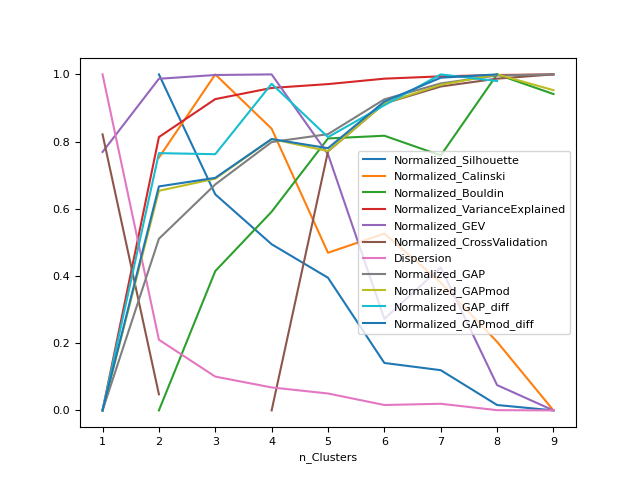 1.0
0.8
0.6
0.4
0.2
0.0
Normalized_Silhouette
Normalized_Calinski
Normalized_Bouldin
Normalized_VarianceExplained
Normalized_GEV
Normalized_CrossValidation
Dispersion
Normalized_GAP
Normalized_GAPmod
Normalized_GAP_diff
Normalized_GAPmod_diff
1 2 3 4 5 6 7 8 9
n_Clusters